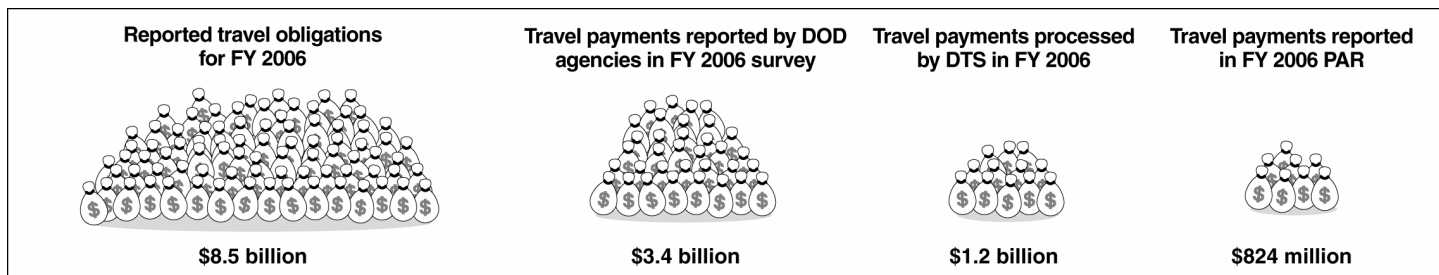 Reported travel obligations
for FY 2006
$8.5 billion
Travel payments reported by DOD
agencies in FY 2006 survey
$3.4 billion
Travel payments processed
by DTS in FY 2006
$1.2 billion
Travel payments reported
in FY 2006 PAR
$824 million